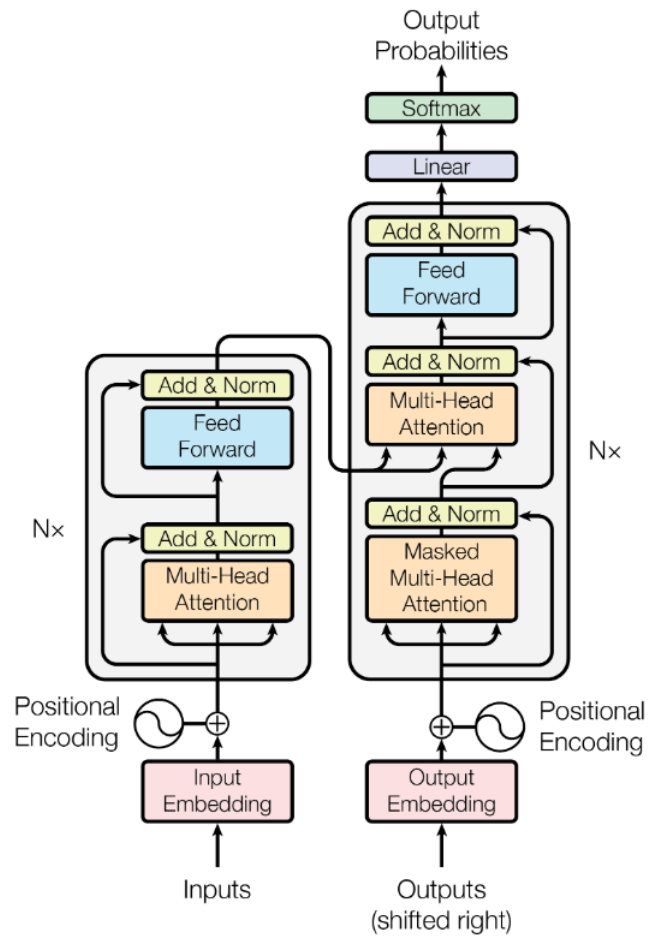 Output
Probabilities
Softmax
Linear
Add & Norm
Feed
Forward
Add & Norm
Multi-Head
Attention
Add & Norm
Masked
Multi-Head
Attention
Nx
Add & Norm
Feed
Forward
Add & Norm
Multi-Head
Attention
Nx
Positional
Encoding
Positional
Encoding
Input
Embedding
Output
Embedding
Inputs
Outputs
(shifted right)